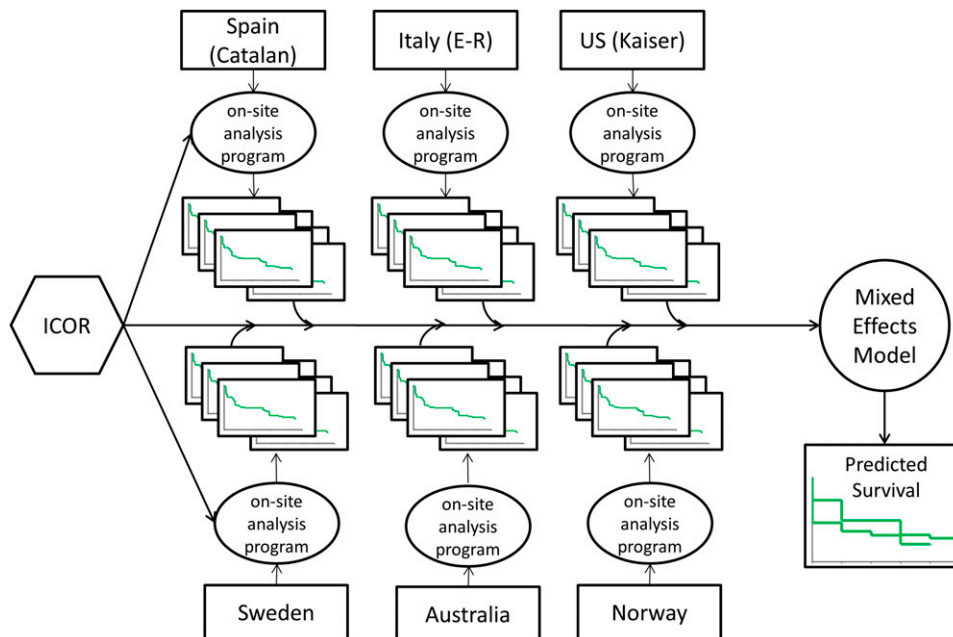 Spain
(Catalan)
Italy (E-R)
US (Kaiser)
on-site
analysis
program
on-site
analysis
program
on-site
analysis
program
ICOR
Mixed
Effects
Model
Predicted
Survival
on-site
analysis
program
on-site
analysis
program
on-site
analysis
program
Sweden
Australia
Norway